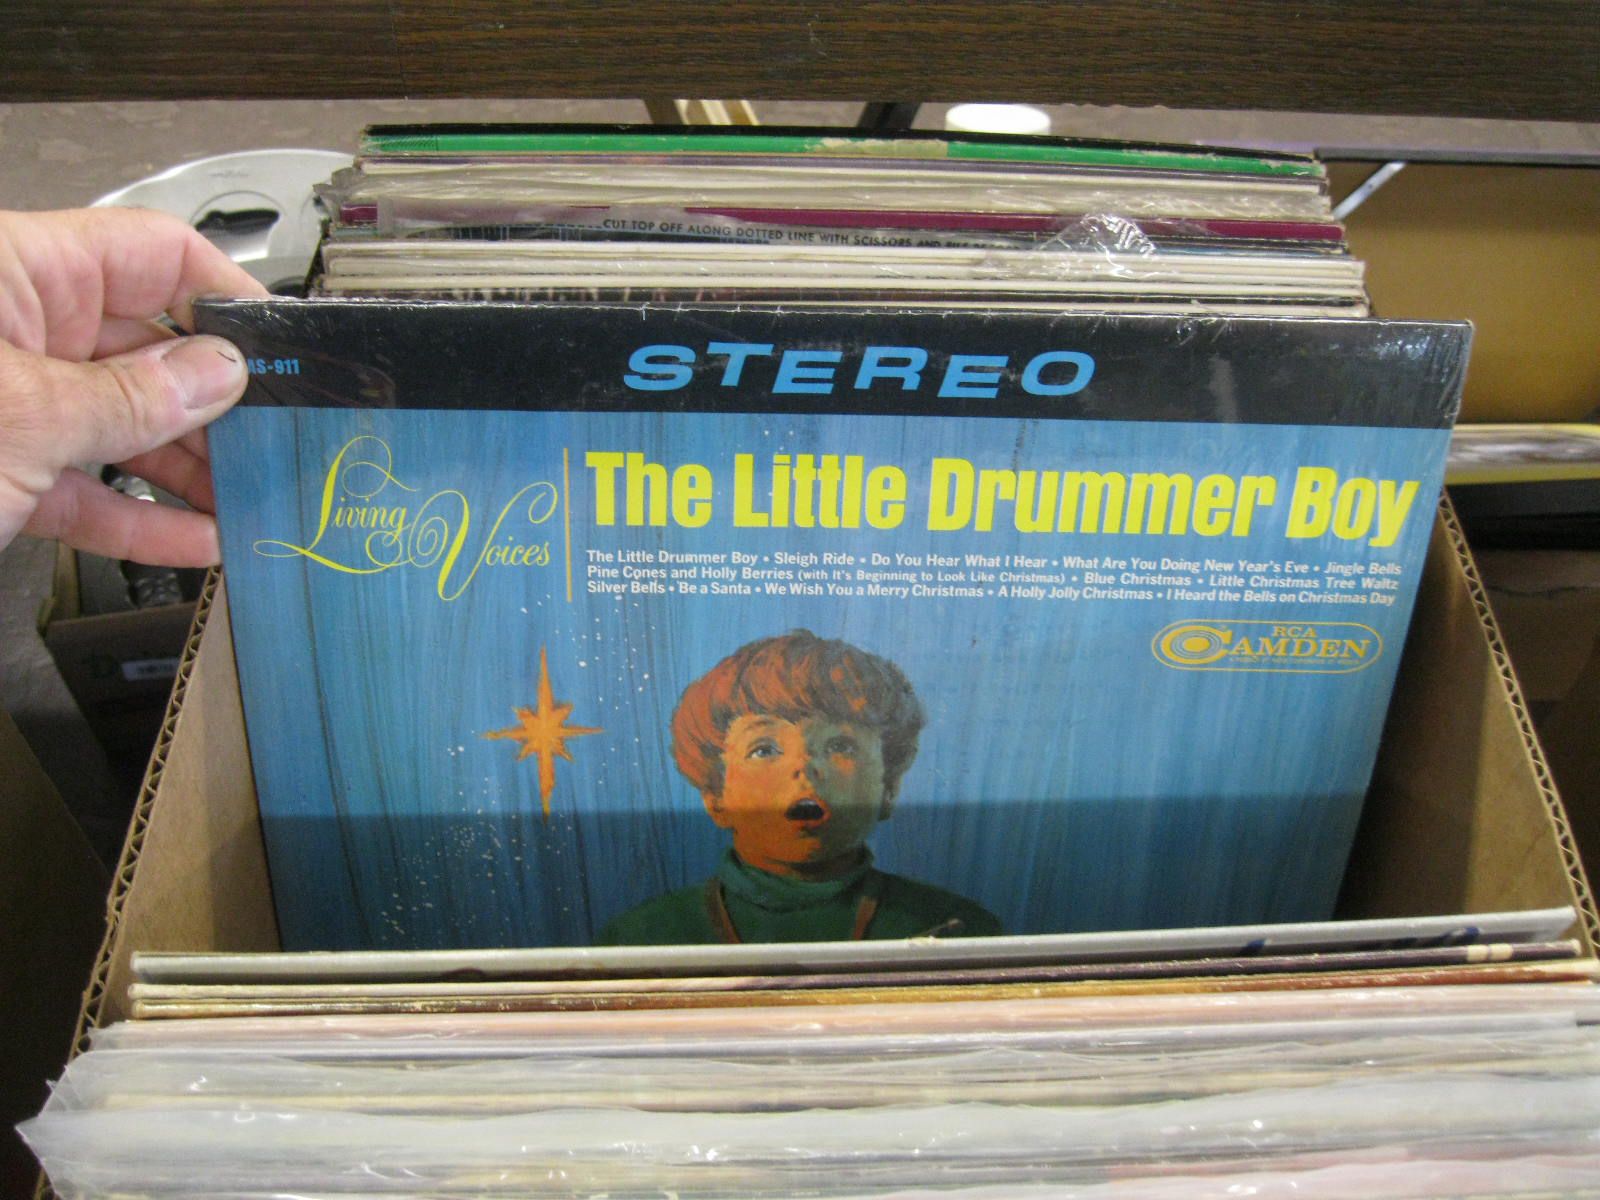 CUT TOP OFF ALONG DOTTED LINE WITH SCISSORS AND
AS-911
STEREO
Living Voices
The Little Drummer Boy
The Little Drummer Boy • Sleigh Ride • Do You Hear What I Hear • What Are You Doing New Year's Eve • Jingle Bells
Pine Cones and Holly Berries (with It's Beginning to Look Like Christmas) • Blue Christmas • Little Christmas Tree Waltz
Silver Bells • Be a Santa • We Wish You a Merry Christmas • A Holly Jolly Christmas • I Heard the Bells on Christmas Day
RCA
CAMDEN